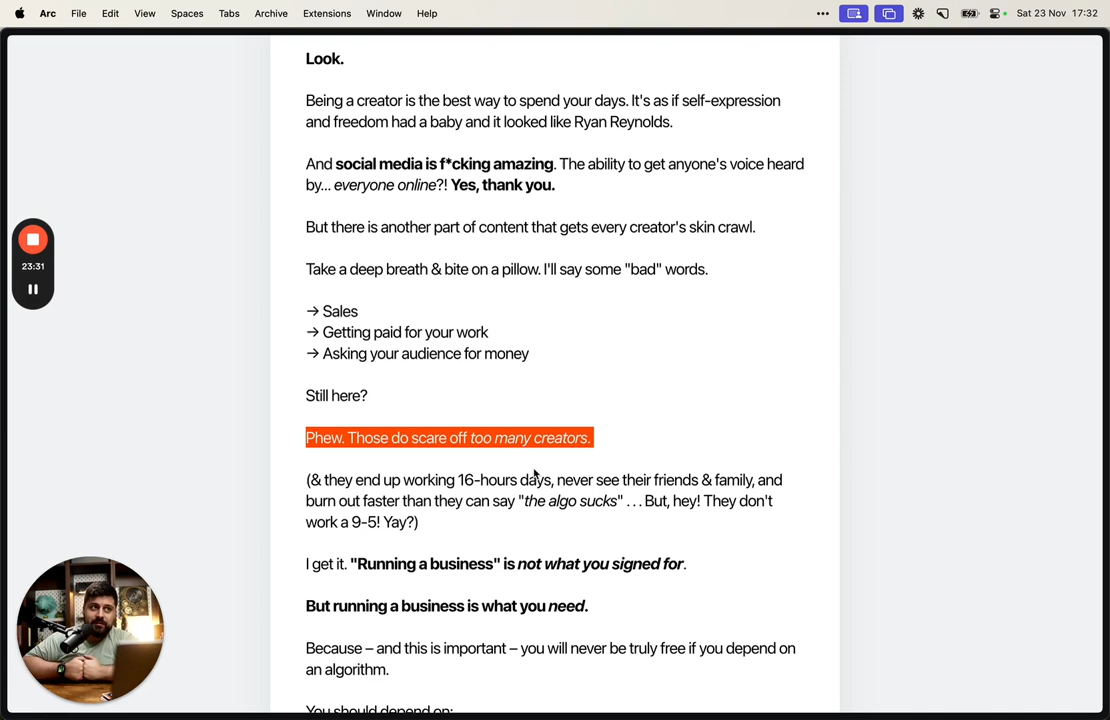 Arc File Edit View Spaces Tabs Archive Extensions Window Help Sat 23 Nov 17:32
Look.
Being a creator is the best way to spend your days. It's as if self-expression
and freedom had a baby and it looked like Ryan Reynolds.
And social media is f*cking amazing. The ability to get anyone's voice heard
by... everyone online?! Yes, thank you.
But there is another part of content that gets every creator's skin crawl.
Take a deep breath & bite on a pillow. I'll say some "bad" words.
→ Sales
→ Getting paid for your work
→ Asking your audience for money
23:31
Still here?
Phew. Those do scare off too many creators.
(& they end up working 16-hours days, never see their friends & family, and
burn out faster than they can say "the algo sucks" . . . But, hey! They don't
work a 9-5! Yay?)
I get it. "Running a business" is not what you signed for.
But running a business is what you need.
Because – and this is important – you will never be truly free if you depend on
an algorithm.
You should depend on: